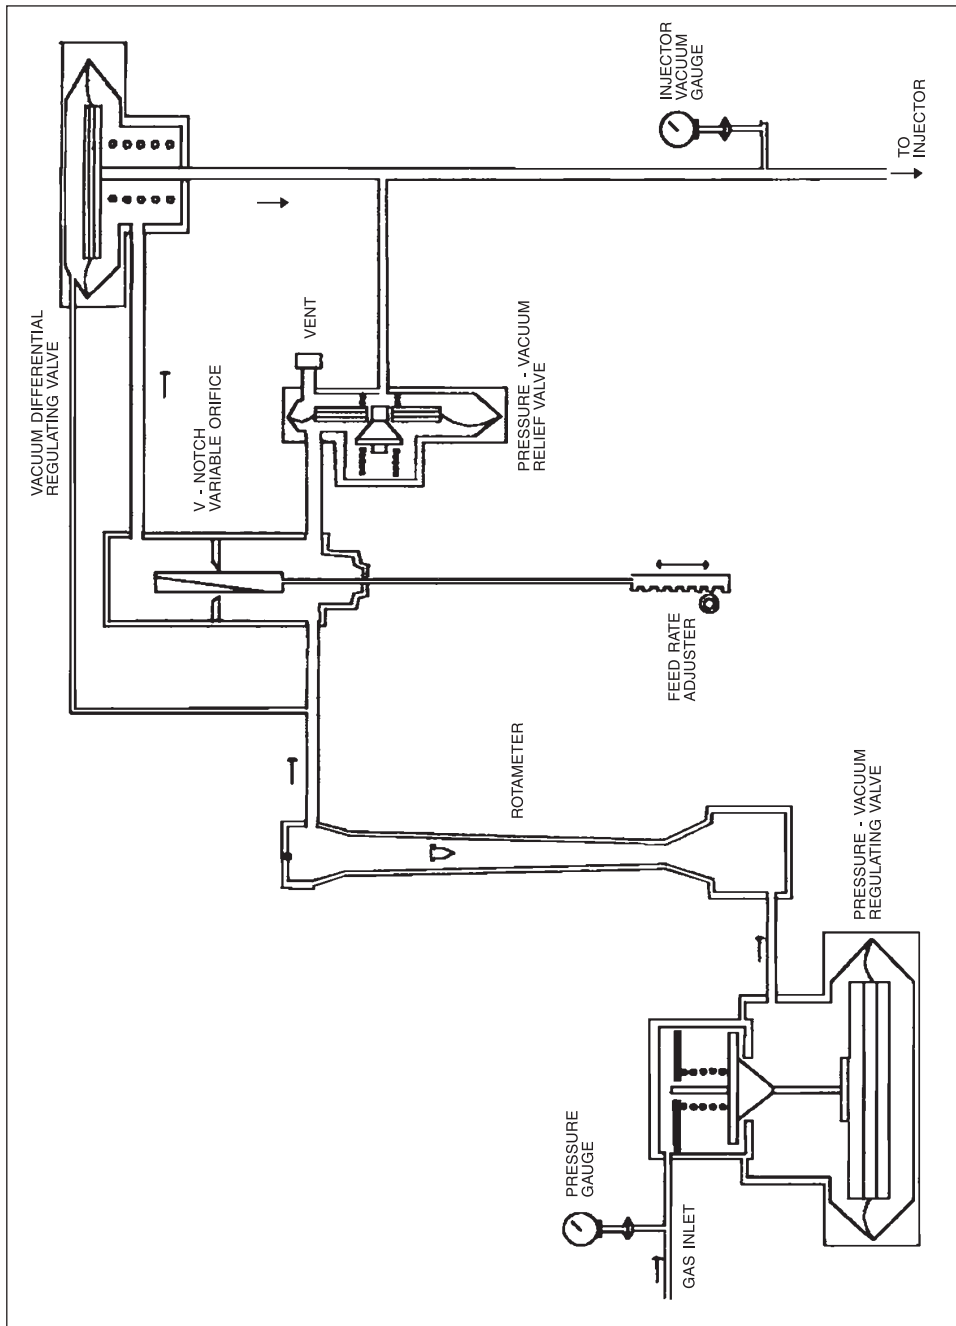 VACUUM DIFFERENTIAL
REGULATING VALVE
INJECTOR
VACUUM
GAUGE
TO
INJECTOR
VENT
V - NOTCH
VARIABLE ORIFICE
PRESSURE - VACUUM
RELIEF VALVE
FEED RATE
ADJUSTER
ROTAMETER
PRESSURE - VACUUM
REGULATING VALVE
PRESSURE
GAUGE
GAS INLET